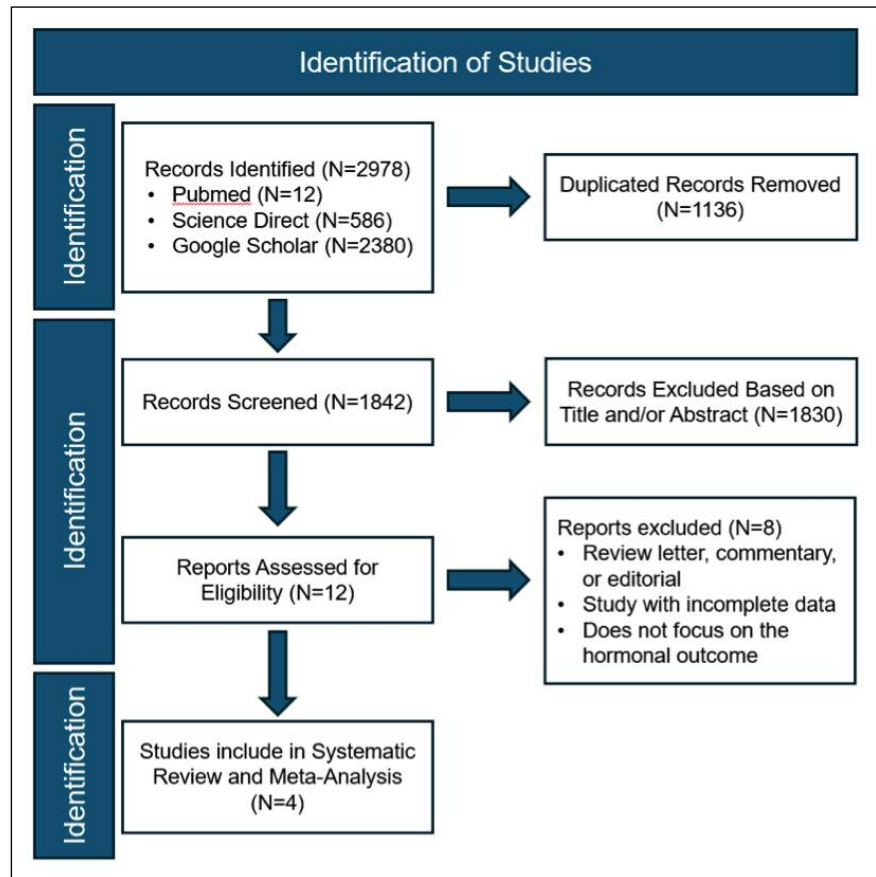 Identification of Studies
Identification
Records Identified (N=2978)
• Pubmed (N=12)
• Science Direct (N=586)
• Google Scholar (N=2380)
Duplicated Records Removed
(N=1136)
Identification
Records Screened (N=1842)
Records Excluded Based on
Title and/or Abstract (N=1830)
Reports Assessed for
Eligibility (N=12)
Reports excluded (N=8)
• Review letter, commentary,
or editorial
• Study with incomplete data
• Does not focus on the
hormonal outcome
Identification
Studies include in Systematic
Review and Meta-Analysis
(N=4)